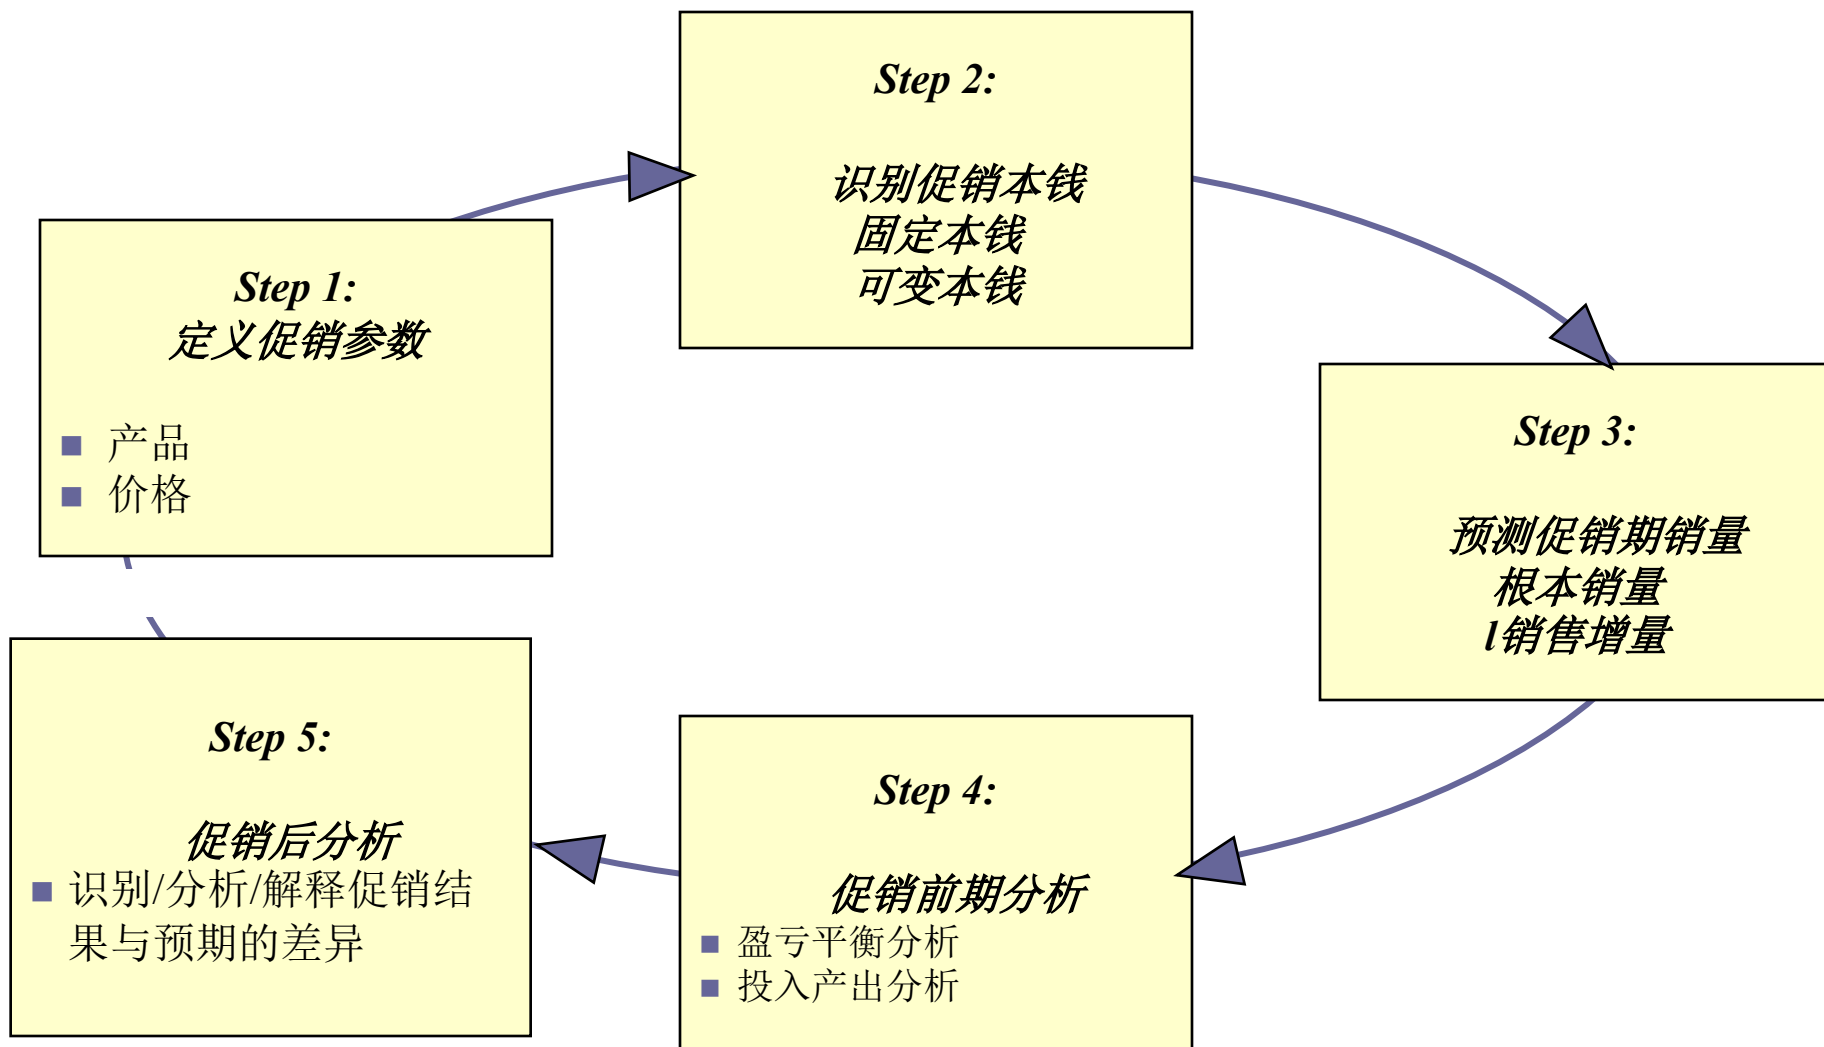 Step 1:
定义促销参数
产品
价格
Step 2:
识别促销本钱
固定本钱
可变本钱
Step 3:
预测促销期销量
根本销量
l销售增量
Step 4:
促销前期分析
盈亏平衡分析
投入产出分析
Step 5:
促销后分析
识别/分析/解释促销结
果与预期的差异